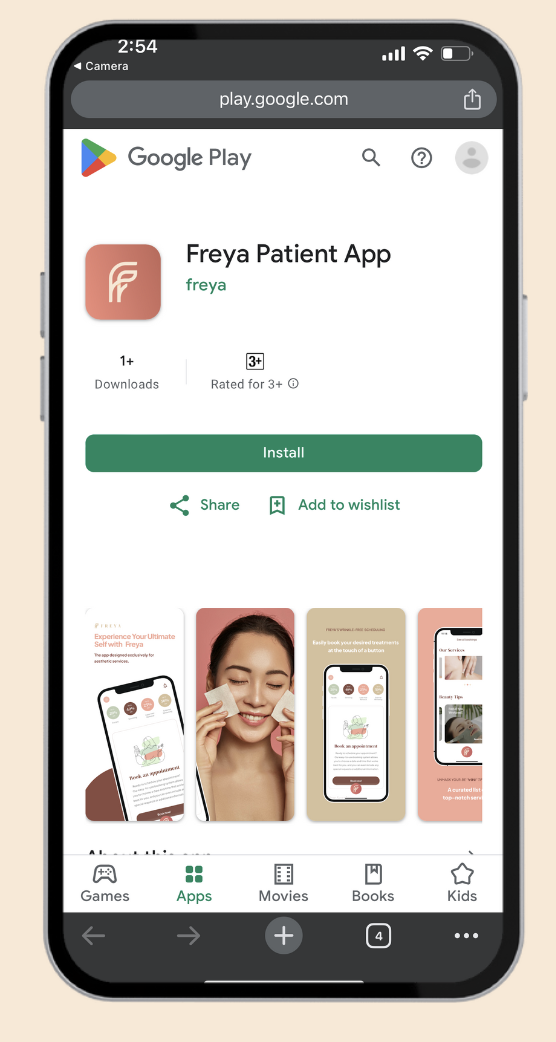 2:54
Camera
play.google.com
Google Play
Freya Patient App
freya
1+
3+
Downloads
Rated for 3+
Install
Share
Add to wishlist
Experience Your Ultimate
Self with Freya
The app designed exclusively for
aesthetic services.
Book an appointment
Easily book your desired treatments
at the touch of a button
Book an appointment
Our Services
Beauty Tips
A curated list
Games
Apps
Movies
Books
Kids
4